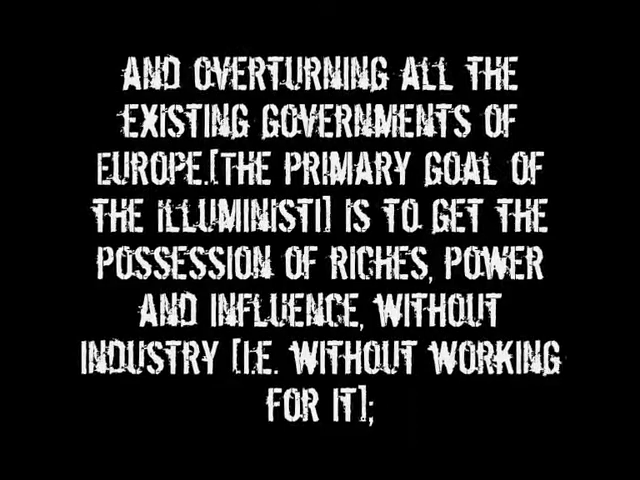 AND OVERTURNING ALL THE
EXISTING GOVERNMENTS OF
EUROPE.[THE PRIMARY GOAL OF
THE ILLUMINISTI] IS TO GET THE
POSSESSION OF RICHES, POWER
AND INFLUENCE, WITHOUT
INDUSTRY [I.E. WITHOUT WORKING
FOR IT];